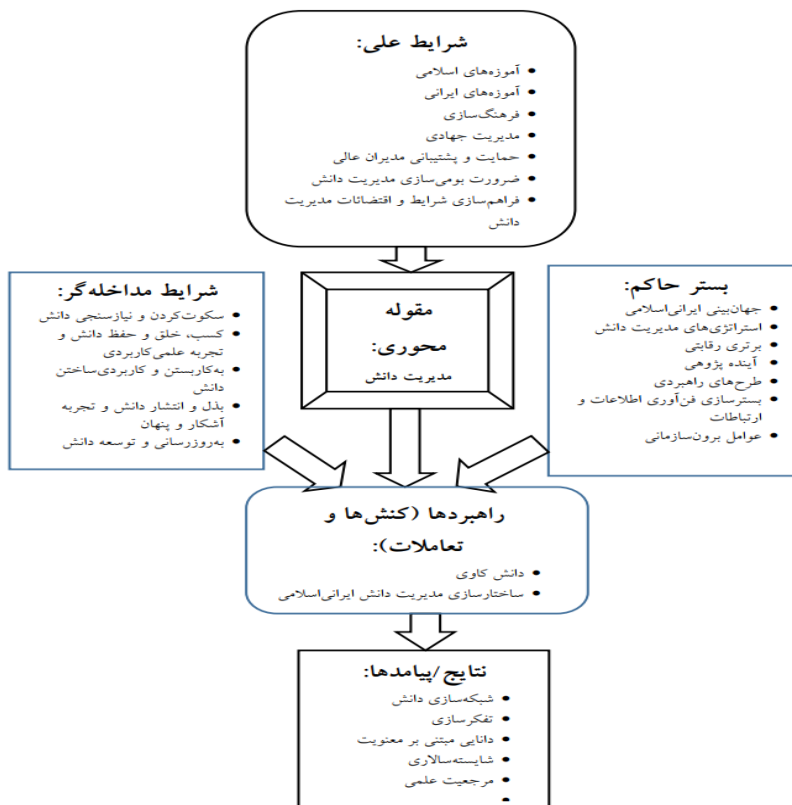 شرایط علی:
• آموزه‌های اسلامی
• آموزه‌های ایرانی
• فرهنگ‌سازی
• مدیریت جهادی
• حمایت و پشتیبانی مدیران عالی
• ضرورت بومی‌سازی مدیریت دانش
• فراهم‌سازی شرایط و اقتضائات مدیریت
دانش
بستر حاکم:
• جهان‌بینی ایرانی‌اسلامی
• استراتژی‌های مدیریت دانش
• برتری رقابتی
• آینده پژوهی
• طرح‌های راهبردی
• بسترسازی فن‌آوری اطلاعات و
ارتباطات
• عوامل برون‌سازمانی
مقوله
محوری:
مدیریت دانش
شرایط مداخله‌گر:
• سکوت‌کردن و نیازسنجی دانش
• کسب، خلق و حفظ دانش و
تجربه علمی‌کاربردی
• به‌کاربستن و کاربردی‌ساختن
دانش
• بذل و انتشار دانش و تجربه
آشکار و پنهان
• به‌روزرسانی و توسعه دانش
راهبردها (کنش‌ها و
تعاملات):
• دانش کاوی
• ساختارسازی مدیریت دانش ایرانی‌اسلامی
نتایج/پیامدها:
• شبکه‌سازی دانش
• تفکرسازی
• دانایی مبتنی بر معنویت
• شایسته‌سالاری
• مرجعیت علمی
•